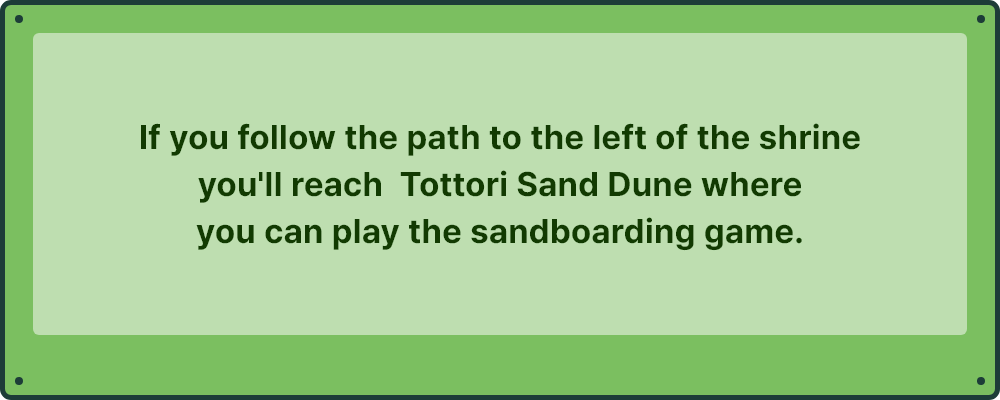 If you follow the path to the left of the shrine
you'll reach  Tottori Sand Dune where
you can play the sandboarding game.